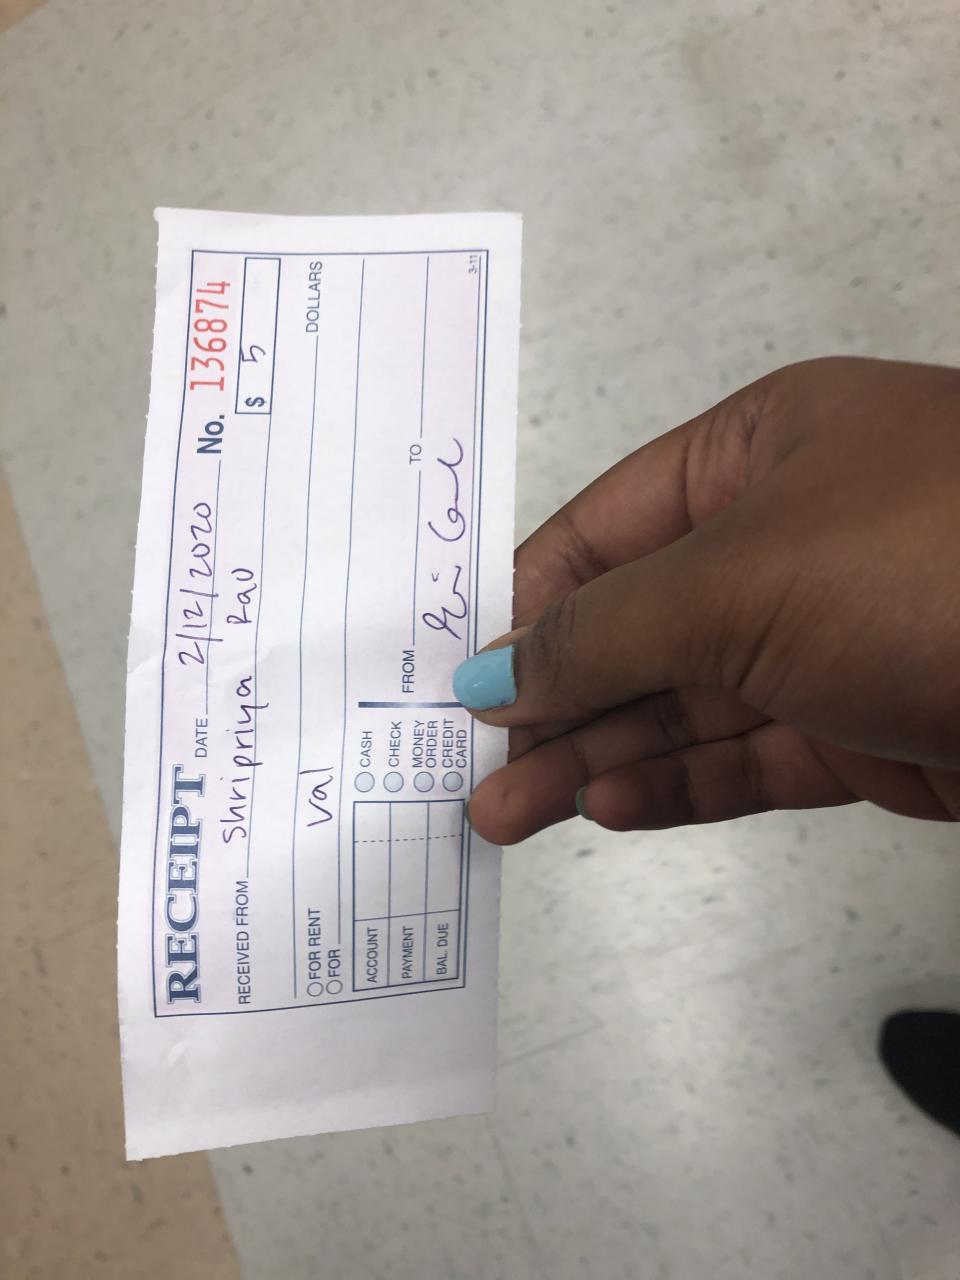 RECEIPT DATE 2/12/2020 No. 136874
RECEIVED FROM Shripriya Rao $ 5
DOLLARS
FOR RENT
FOR val
ACCOUNT CASH
PAYMENT CHECK
MONEY ORDER FROM TO
BAL. DUE CREDIT CARD
3-11